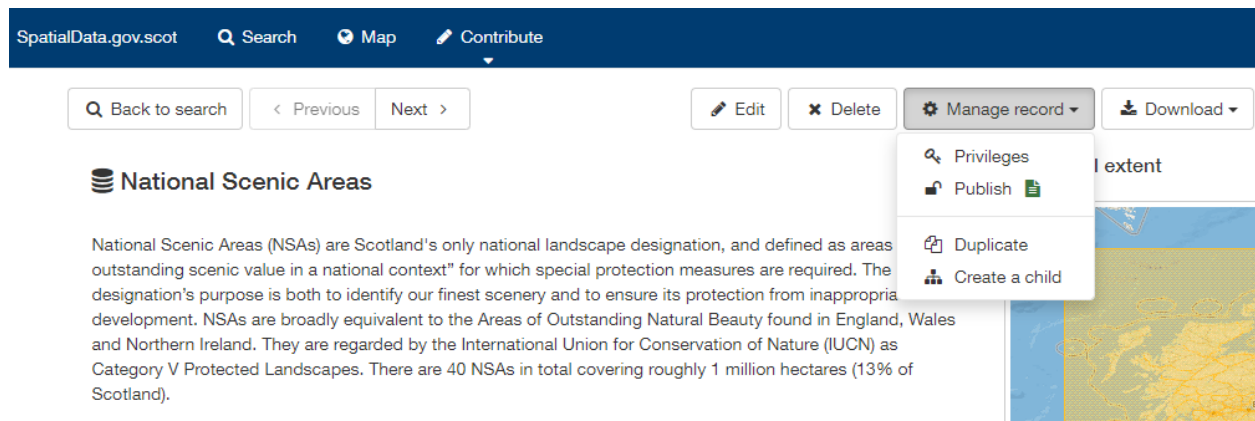 SpatialData.gov.scot Search Map Contribute
Back to search Previous Next Edit Delete Manage record Download
Privileges
l extent
National Scenic Areas
Publish
National Scenic Areas (NSAs) are Scotland's only national landscape designation, and defined as areas
Duplicate
outstanding scenic value in a national context” for which special protection measures are required. The
Create a child
designation’s purpose is both to identify our finest scenery and to ensure its protection from inappropria
development. NSAs are broadly equivalent to the Areas of Outstanding Natural Beauty found in England, Wales
and Northern Ireland. They are regarded by the International Union for Conservation of Nature (IUCN) as
Category V Protected Landscapes. There are 40 NSAs in total covering roughly 1 million hectares (13% of
Scotland).